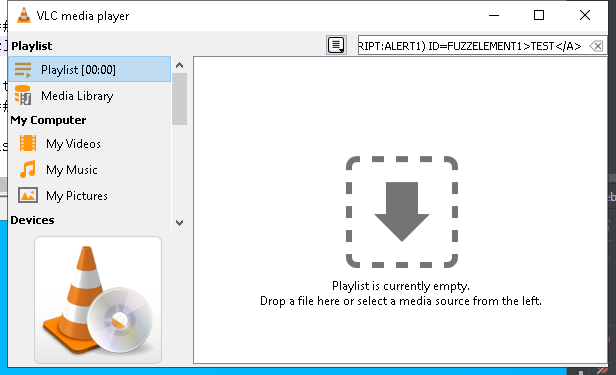 VLC media player
Playlist
RIPT:ALERT1) ID=FUZZELEMENT1>TEST</A>
Playlist [00:00]
Media Library
My Computer
My Videos
My Music
My Pictures
Devices
Playlist is currently empty.
Drop a file here or select a media source from the left.